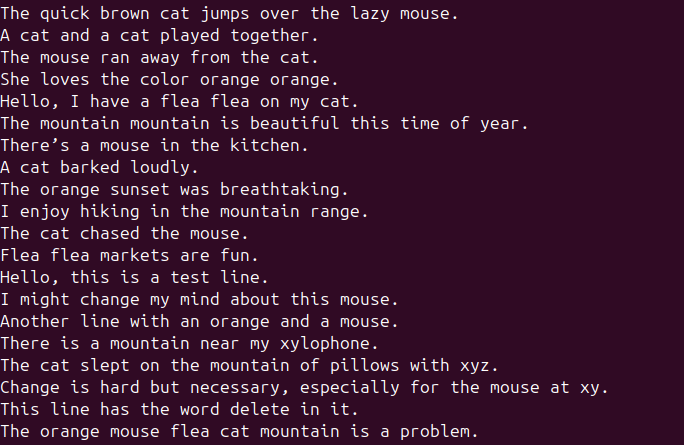 The quick brown cat jumps over the lazy mouse.
A cat and a cat played together.
The mouse ran away from the cat.
She loves the color orange orange.
Hello, I have a flea flea on my cat.
The mountain mountain is beautiful this time of year.
There’s a mouse in the kitchen.
A cat barked loudly.
The orange sunset was breathtaking.
I enjoy hiking in the mountain range.
The cat chased the mouse.
Flea flea markets are fun.
Hello, this is a test line.
I might change my mind about this mouse.
Another line with an orange and a mouse.
There is a mountain near my xylophone.
The cat slept on the mountain of pillows with xyz.
Change is hard but necessary, especially for the mouse at xy.
This line has the word delete in it.
The orange mouse flea cat mountain is a problem.